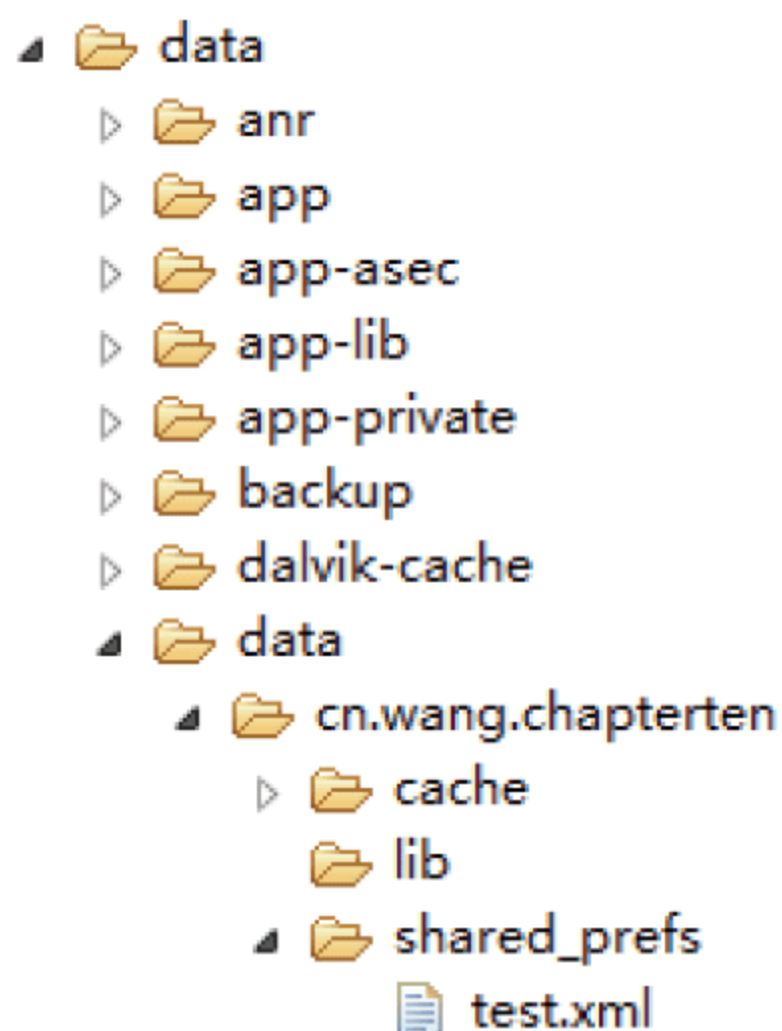 data
anr
app
app-asec
app-lib
app-private
backup
dalvik-cache
data
cn.wang.chapterten
cache
lib
shared_prefs
test.xml